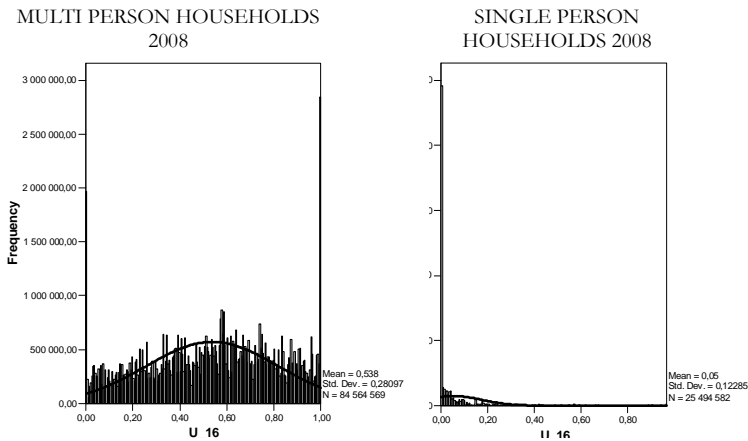 MULTI PERSON HOUSEHOLDS
2008
3 000 000,00
2 500 000,00
2 000 000,00
1 500 000,00
1 000 000,00
500 000,00
0,00
Frequency
0,00 0,20 0,40 0,60 0,80 1,00
U_16
Mean = 0,538
Std. Dev. = 0,28097
N = 84 564 569
SINGLE PERSON
HOUSEHOLDS 2008
0,00 0,20 0,40 0,60 0,80
U_16
Mean = 0,05
Std. Dev. = 0,12285
N = 25 494 582